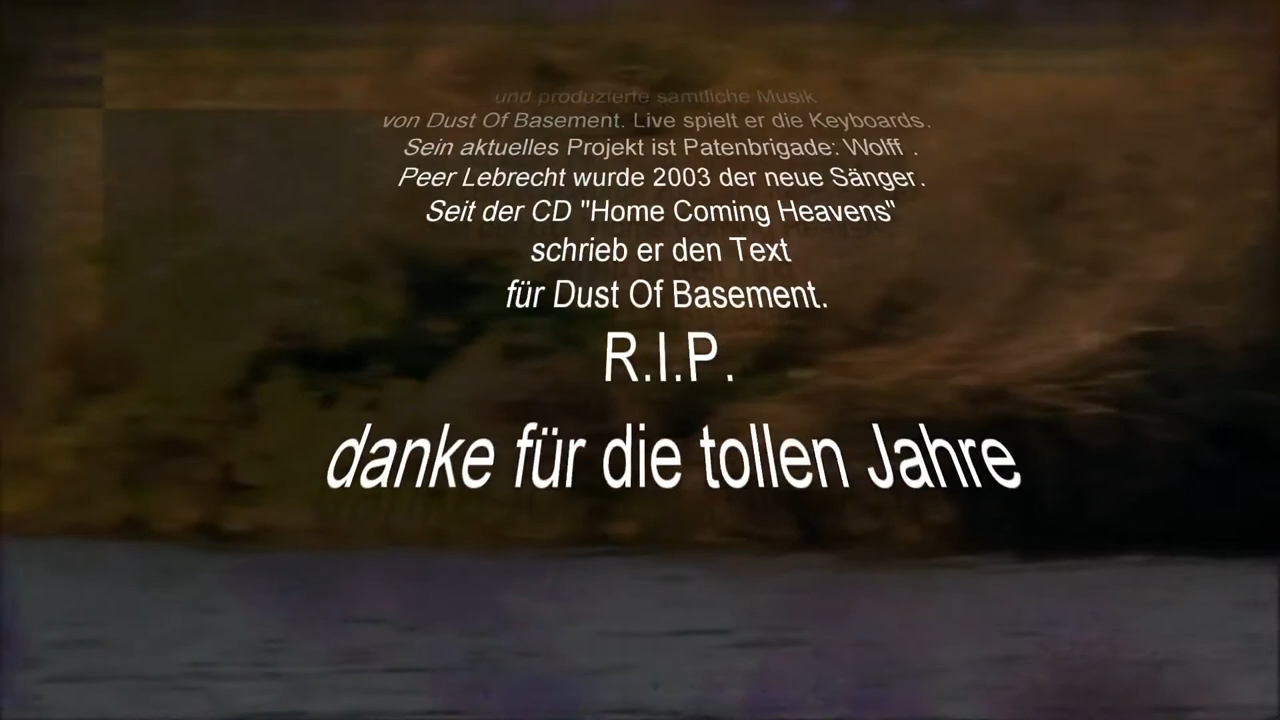 und produzierte sämtliche Musik
von Dust Of Basement. Live spielt er die Keyboards.
Sein aktuelles Projekt ist Patenbrigade: Wolff .
Peer Lebrecht wurde 2003 der neue Sänger.
Seit der CD "Home Coming Heavens"
schrieb er den Text
für Dust Of Basement.
R.I.P.
danke für die tollen Jahre